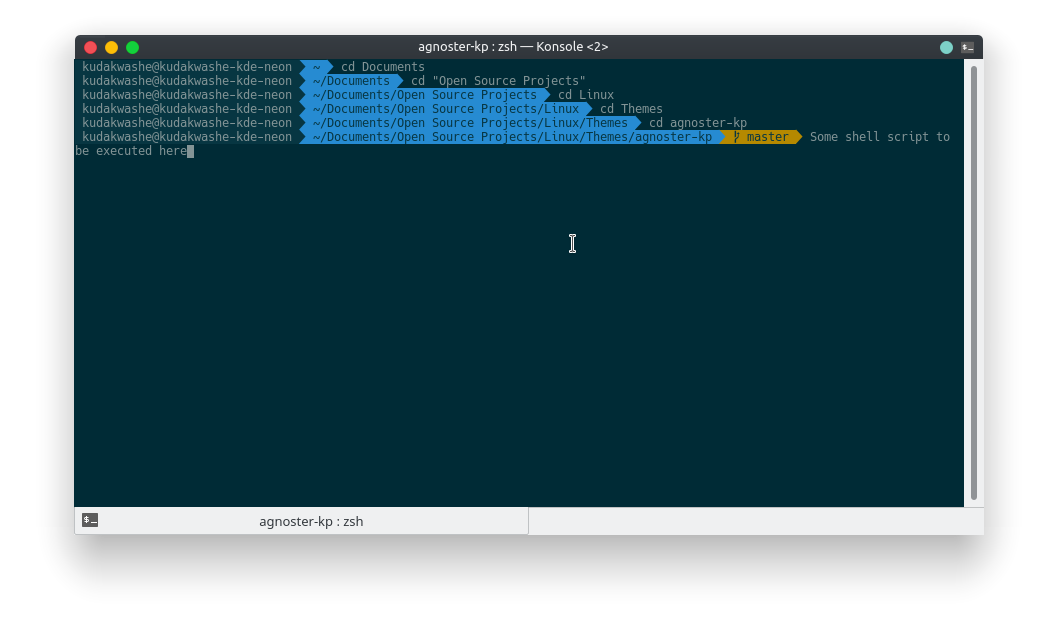 agnoster-kp : zsh — Konsole <2>
$_
kudakwashe@kudakwashe-kde-neon ~ cd Documents
kudakwashe@kudakwashe-kde-neon ~/Documents cd "Open Source Projects"
kudakwashe@kudakwashe-kde-neon ~/Documents/Open Source Projects cd Linux
kudakwashe@kudakwashe-kde-neon ~/Documents/Open Source Projects/Linux cd Themes
kudakwashe@kudakwashe-kde-neon ~/Documents/Open Source Projects/Linux/Themes cd agnoster-kp
kudakwashe@kudakwashe-kde-neon ~/Documents/Open Source Projects/Linux/Themes/agnoster-kp master Some shell script to
be executed here
$_ agnoster-kp : zsh